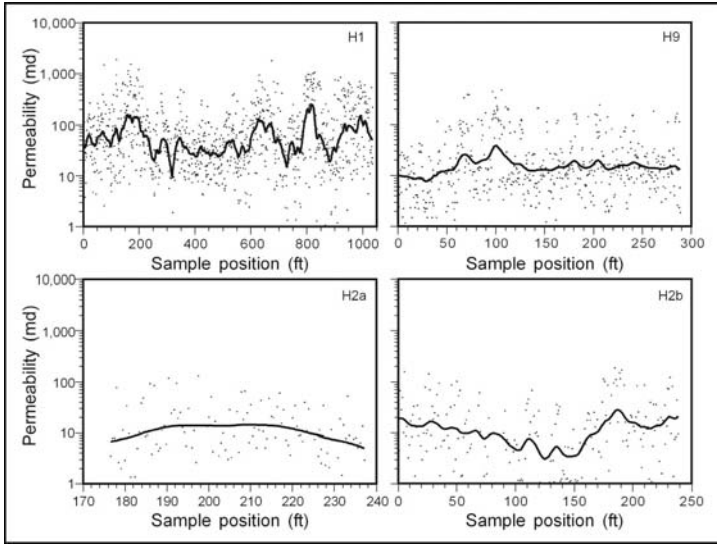 H1
H9
Permeability (md)
10,000
1,000
100
10
1
0 200 400 600 800 1000
Sample position (ft)
0 50 100 150 200 250 300
Sample position (ft)
H2a
H2b
Permeability (md)
10,000
1,000
100
10
1
170 180 190 200 210 220 230 240
Sample position (ft)
0 50 100 150 200 250
Sample position (ft)